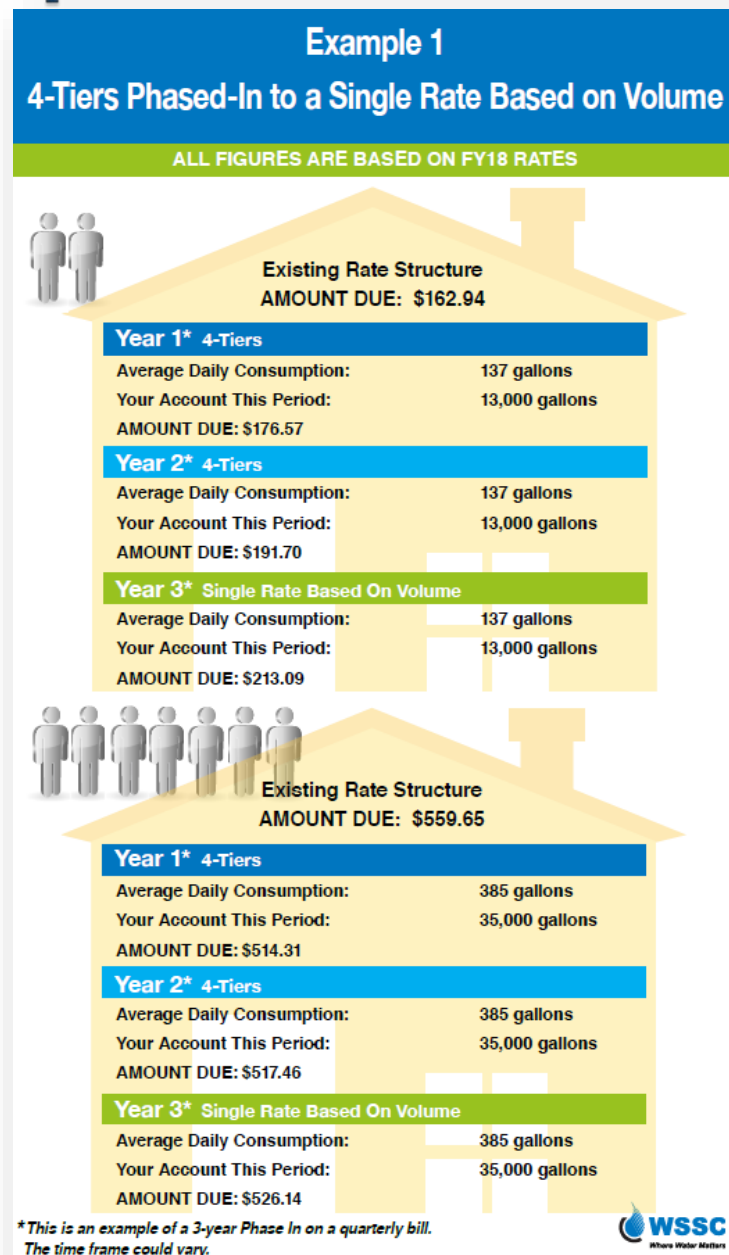 Example 1
4-Tiers Phased-In to a Single Rate Based on Volume
ALL FIGURES ARE BASED ON FY18 RATES
Existing Rate Structure
AMOUNT DUE: $162.94
Year 1* 4-Tiers
Average Daily Consumption: 137 gallons
Your Account This Period: 13,000 gallons
AMOUNT DUE: $176.57
Year 2* 4-Tiers
Average Daily Consumption: 137 gallons
Your Account This Period: 13,000 gallons
AMOUNT DUE: $191.70
Year 3* Single Rate Based On Volume
Average Daily Consumption: 137 gallons
Your Account This Period: 13,000 gallons
AMOUNT DUE: $213.09
Existing Rate Structure
AMOUNT DUE: $559.65
Year 1* 4-Tiers
Average Daily Consumption: 385 gallons
Your Account This Period: 35,000 gallons
AMOUNT DUE: $514.31
Year 2* 4-Tiers
Average Daily Consumption: 385 gallons
Your Account This Period: 35,000 gallons
AMOUNT DUE: $517.46
Year 3* Single Rate Based On Volume
Average Daily Consumption: 385 gallons
Your Account This Period: 35,000 gallons
AMOUNT DUE: $526.14
*This is an example of a 3-year Phase In on a quarterly bill.
The time frame could vary.
WSSC
Where Water Matters